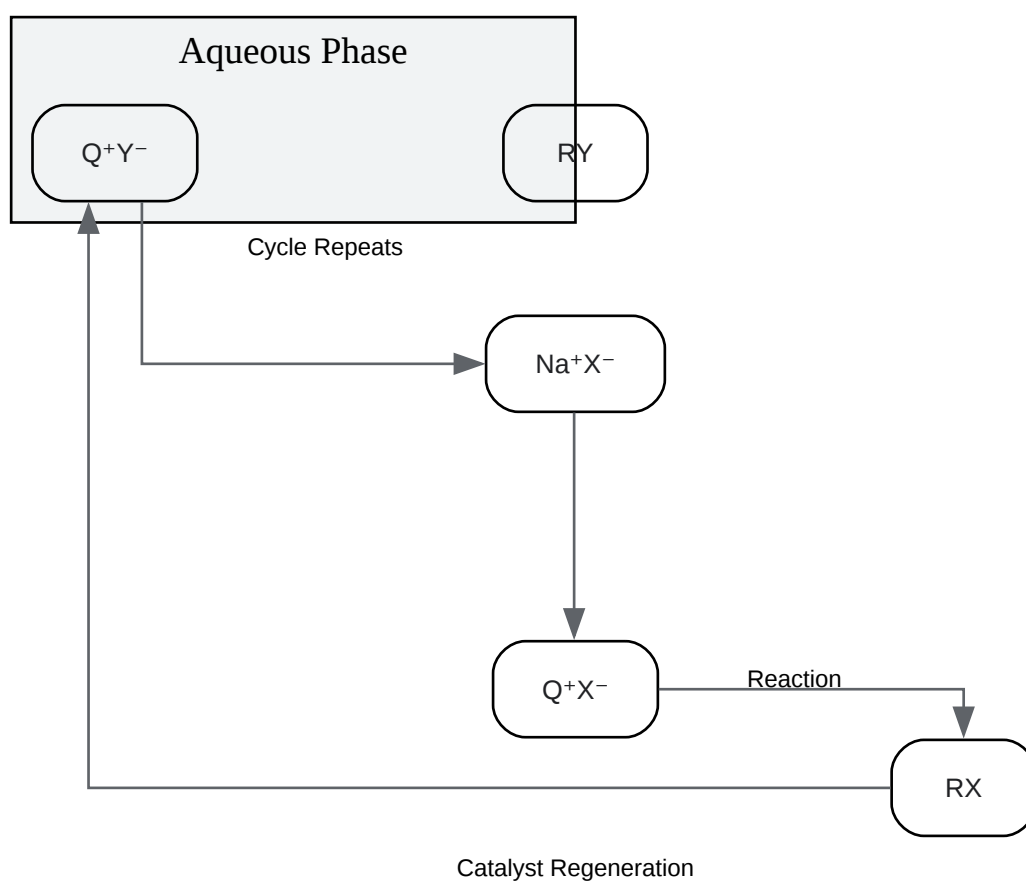 Aqueous Phase
Q⁺Y⁻
RY
Cycle Repeats
Na⁺X⁻
Q⁺X⁻
Reaction
RX
Catalyst Regeneration